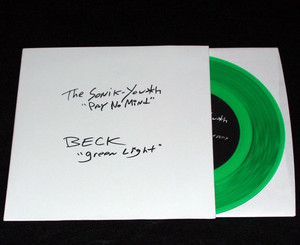 The Sonik-Youth
"Pay No Mind"
BECK
"green Light"